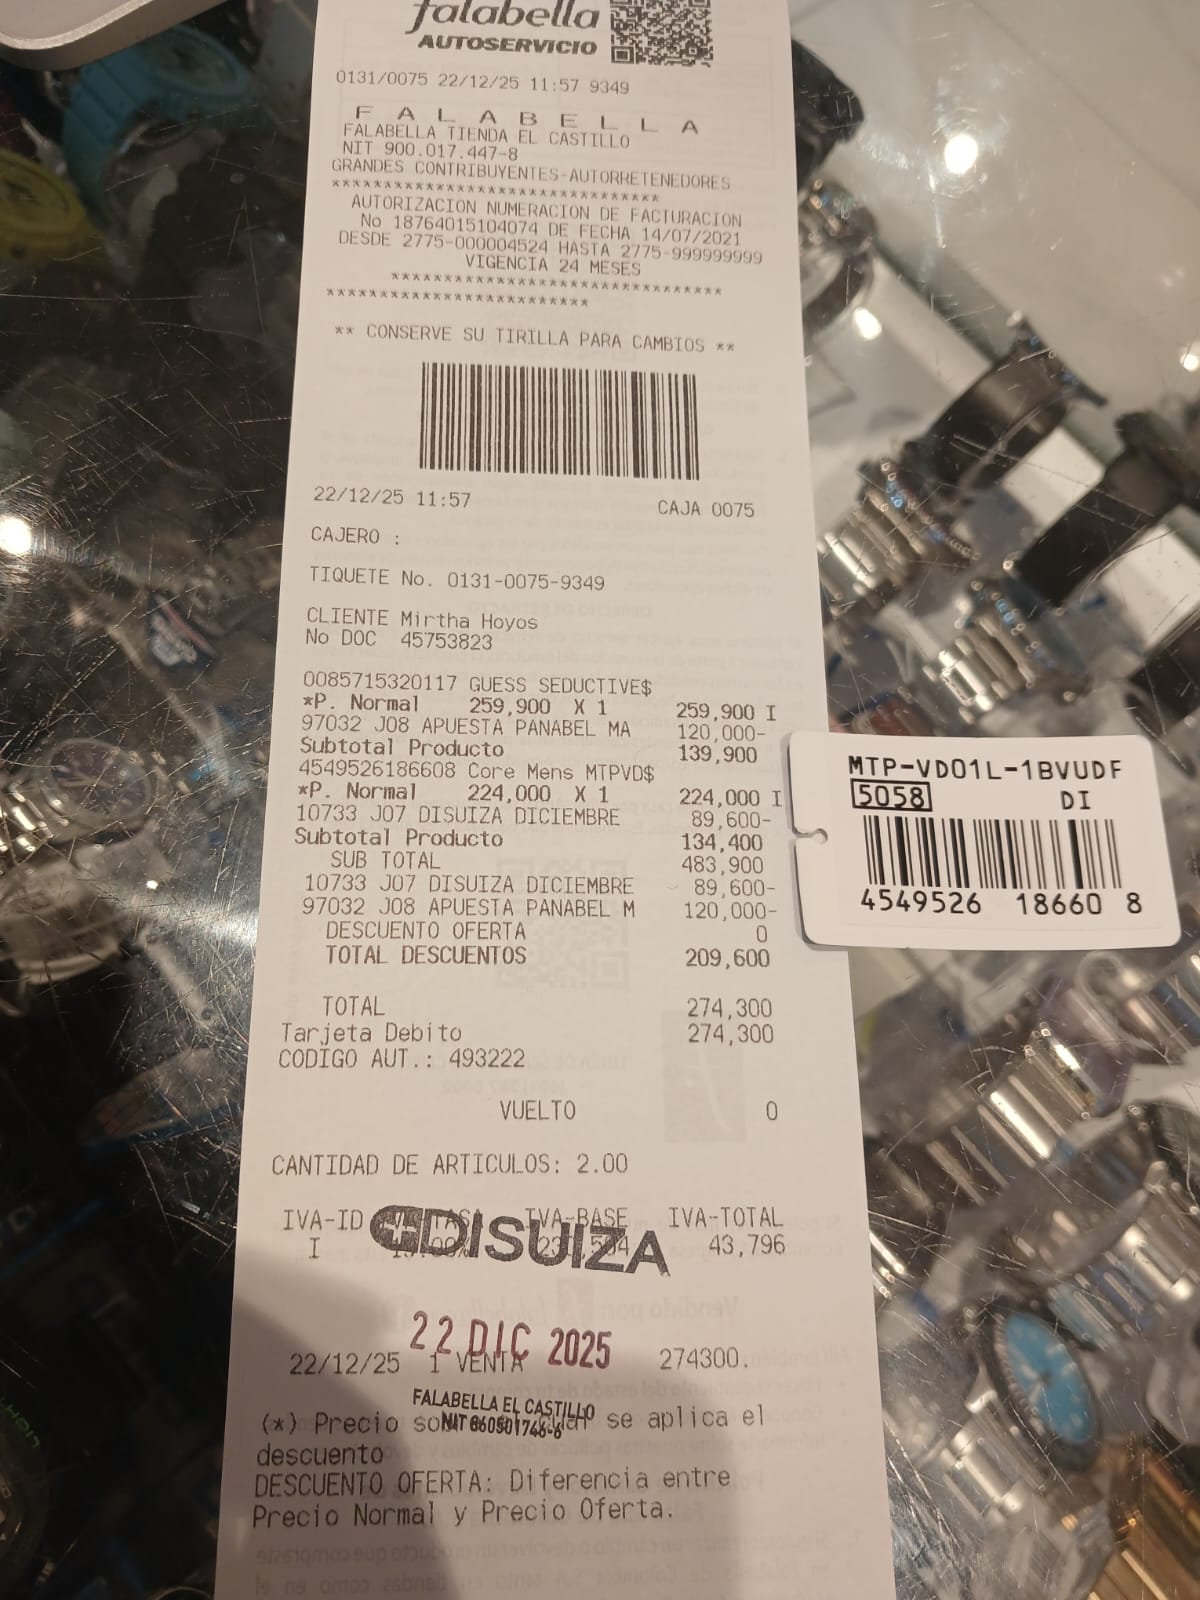 falabella
AUTOSERVICIO
0131/0075 22/12/25 11:57 9349
F A L A B E L L A
FALABELLA TIENDA EL CASTILLO
NIT 900.017.447-8
GRANDES CONTRIBUYENTES-AUTORRETENEDORES
*******************************
AUTORIZACION NUMERACION DE FACTURACION
No 18764015104074 DE FECHA 14/07/2021
DESDE 2775-000004524 HASTA 2775-999999999
VIGENCIA 24 MESES
*******************************
*************************
** CONSERVE SU TIRILLA PARA CAMBIOS **
22/12/25 11:57 CAJA 0075
CAJERO :
TIQUETE No. 0131-0075-9349
CLIENTE Mirtha Hoyos
No DOC 45753823
0085715320117 GUESS SEDUCTIVE$
*P. Normal 259,900 X 1 259,900 I
97032 J08 APUESTA PANABEL MA 120,000-
Subtotal Producto 139,900
4549526186608 Core Mens MTPVD$
*P. Normal 224,000 X 1 224,000 I
10733 J07 DISUIZA DICIEMBRE 89,600-
Subtotal Producto 134,400
SUB TOTAL 483,900
10733 J07 DISUIZA DICIEMBRE 89,600-
97032 J08 APUESTA PANABEL M 120,000-
DESCUENTO OFERTA 0
TOTAL DESCUENTOS 209,600
TOTAL 274,300
Tarjeta Debito 274,300
CODIGO AUT.: 493222
VUELTO 0
CANTIDAD DE ARTICULOS: 2.00
IVA-ID IVA-BASE IVA-TOTAL
I 43,796
DISUIZA
22 DIC 2025
22/12/25 1 VENTA 274300.
FALABELLA EL CASTILLO
NIT 860501746-6
(*) Precio se aplica el
descuento
DESCUENTO OFERTA: Diferencia entre
Precio Normal y Precio Oferta.
MTP-VD01L-1BVUDF
5058 DI
4549526 18660 8